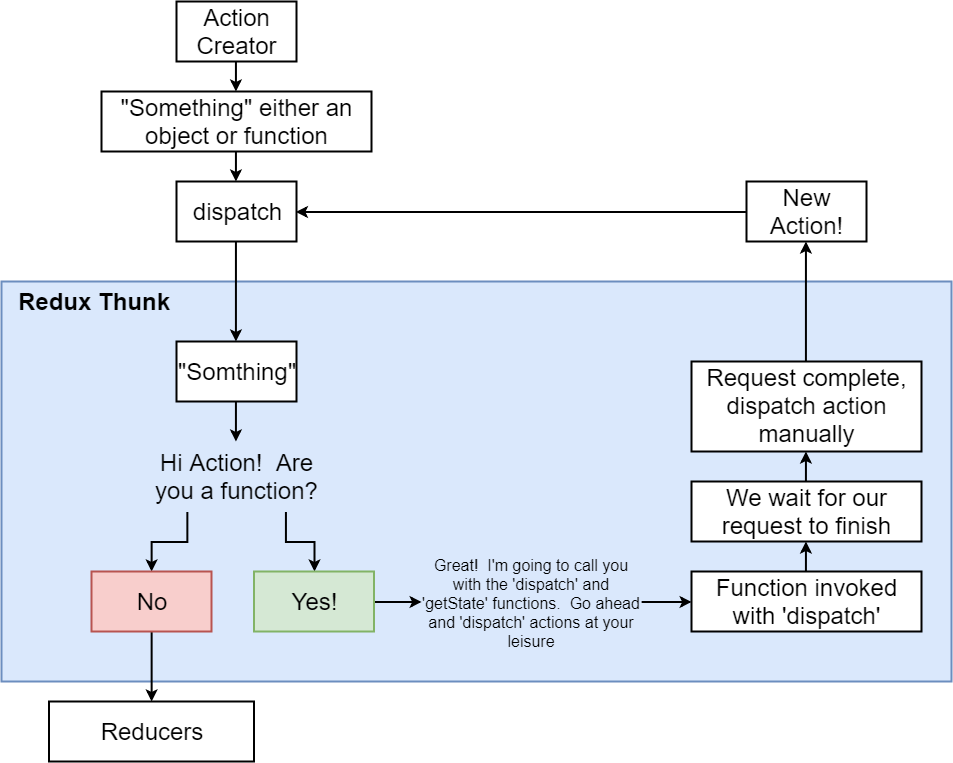 Action
Creator
"Something" either an
object or function
dispatch
New
Action!
Redux Thunk
"Somthing"
Request complete,
dispatch action
manually
Hi Action!  Are
you a function?
We wait for our
request to finish
No
Yes!
Great!  I'm going to call you
with the 'dispatch' and
'getState' functions.  Go ahead
and 'dispatch' actions at your
leisure
Function invoked
with 'dispatch'
Reducers